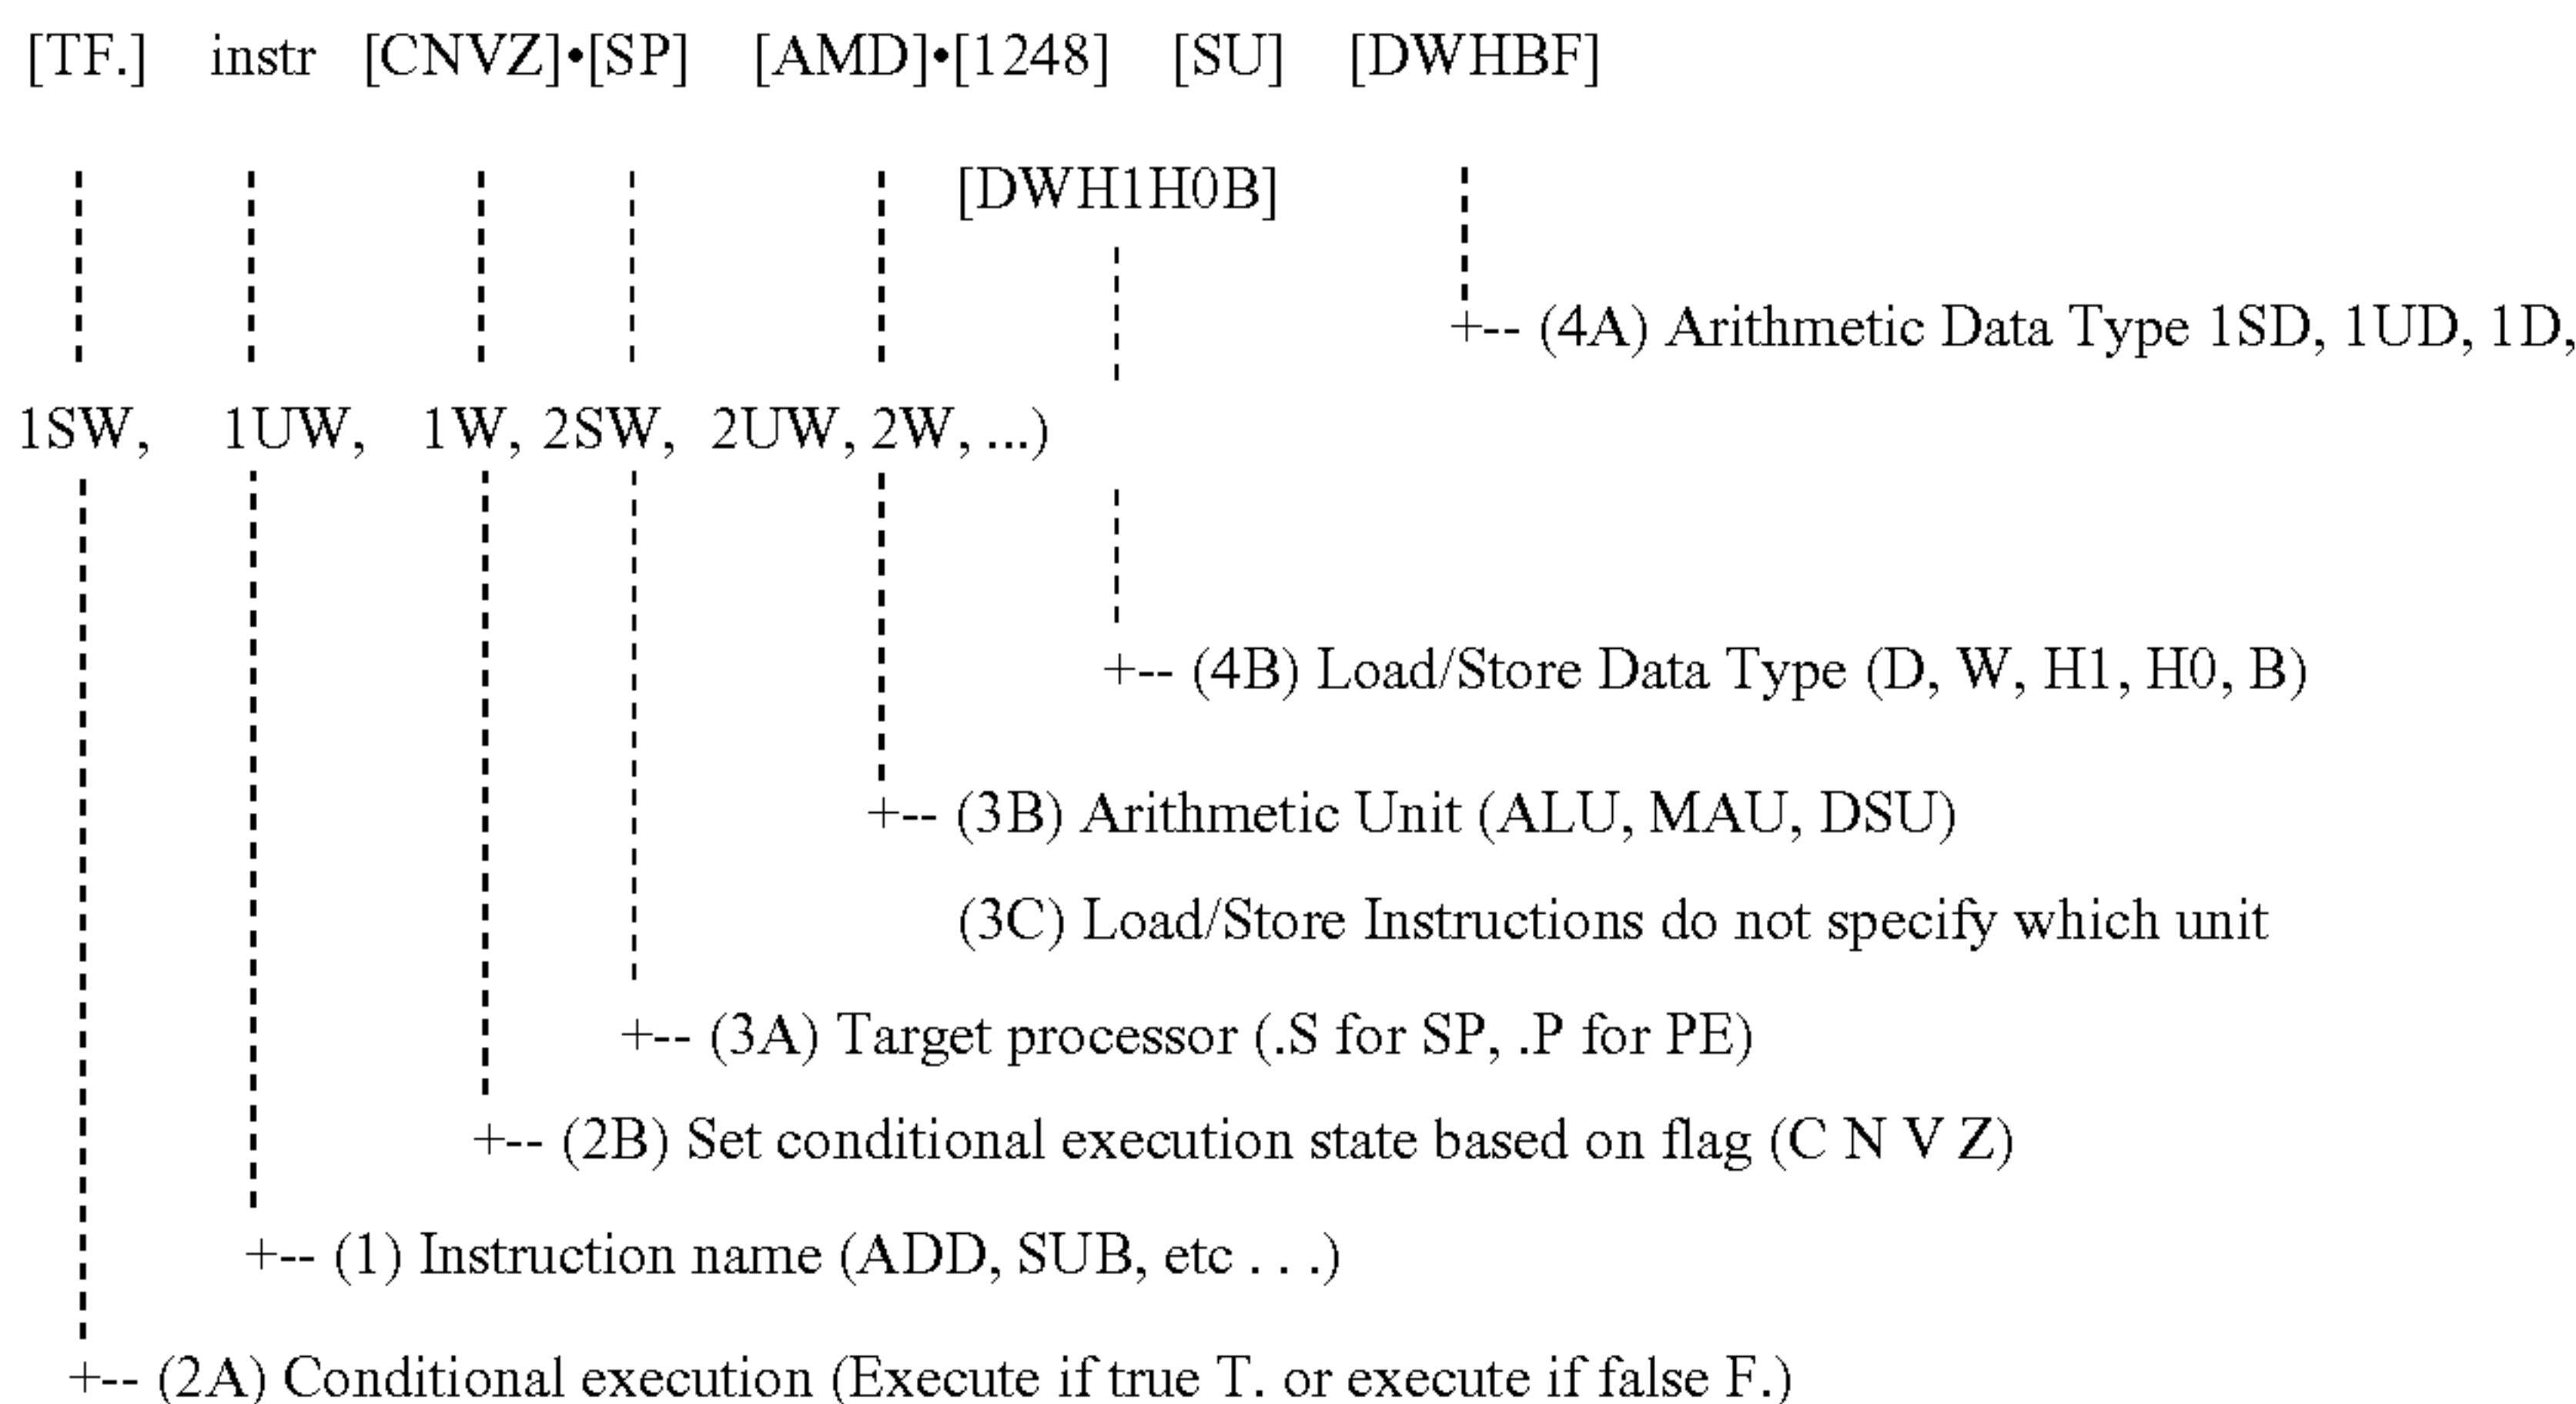 [TF.] instr [CNVZ]•[SP] [AMD]•[1248] [SU] [DWHBF]
[DWH1H0B]
+-- (4A) Arithmetic Data Type 1SD, 1UD, 1D,
1SW, 1UW, 1W, 2SW, 2UW, 2W, ...)
+-- (4B) Load/Store Data Type (D, W, H1, H0, B)
+-- (3B) Arithmetic Unit (ALU, MAU, DSU)
(3C) Load/Store Instructions do not specify which unit
+-- (3A) Target processor (.S for SP, .P for PE)
+-- (2B) Set conditional execution state based on flag (C N V Z)
+-- (1) Instruction name (ADD, SUB, etc . . .)
+-- (2A) Conditional execution (Execute if true T. or execute if false F.)